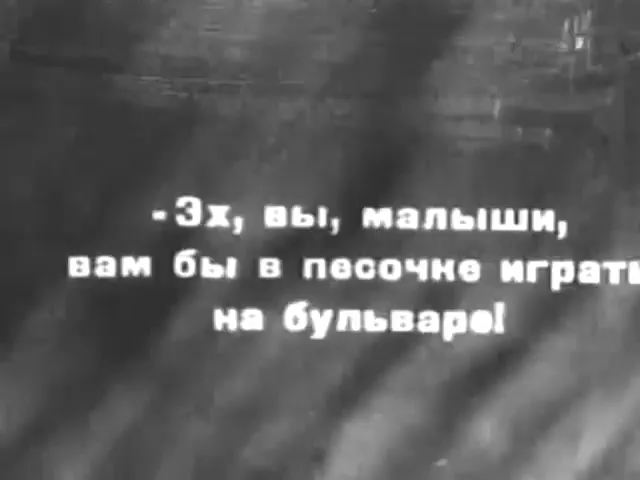 - Эх, вы, малыши,
вам бы в песочке играть
на бульваре!